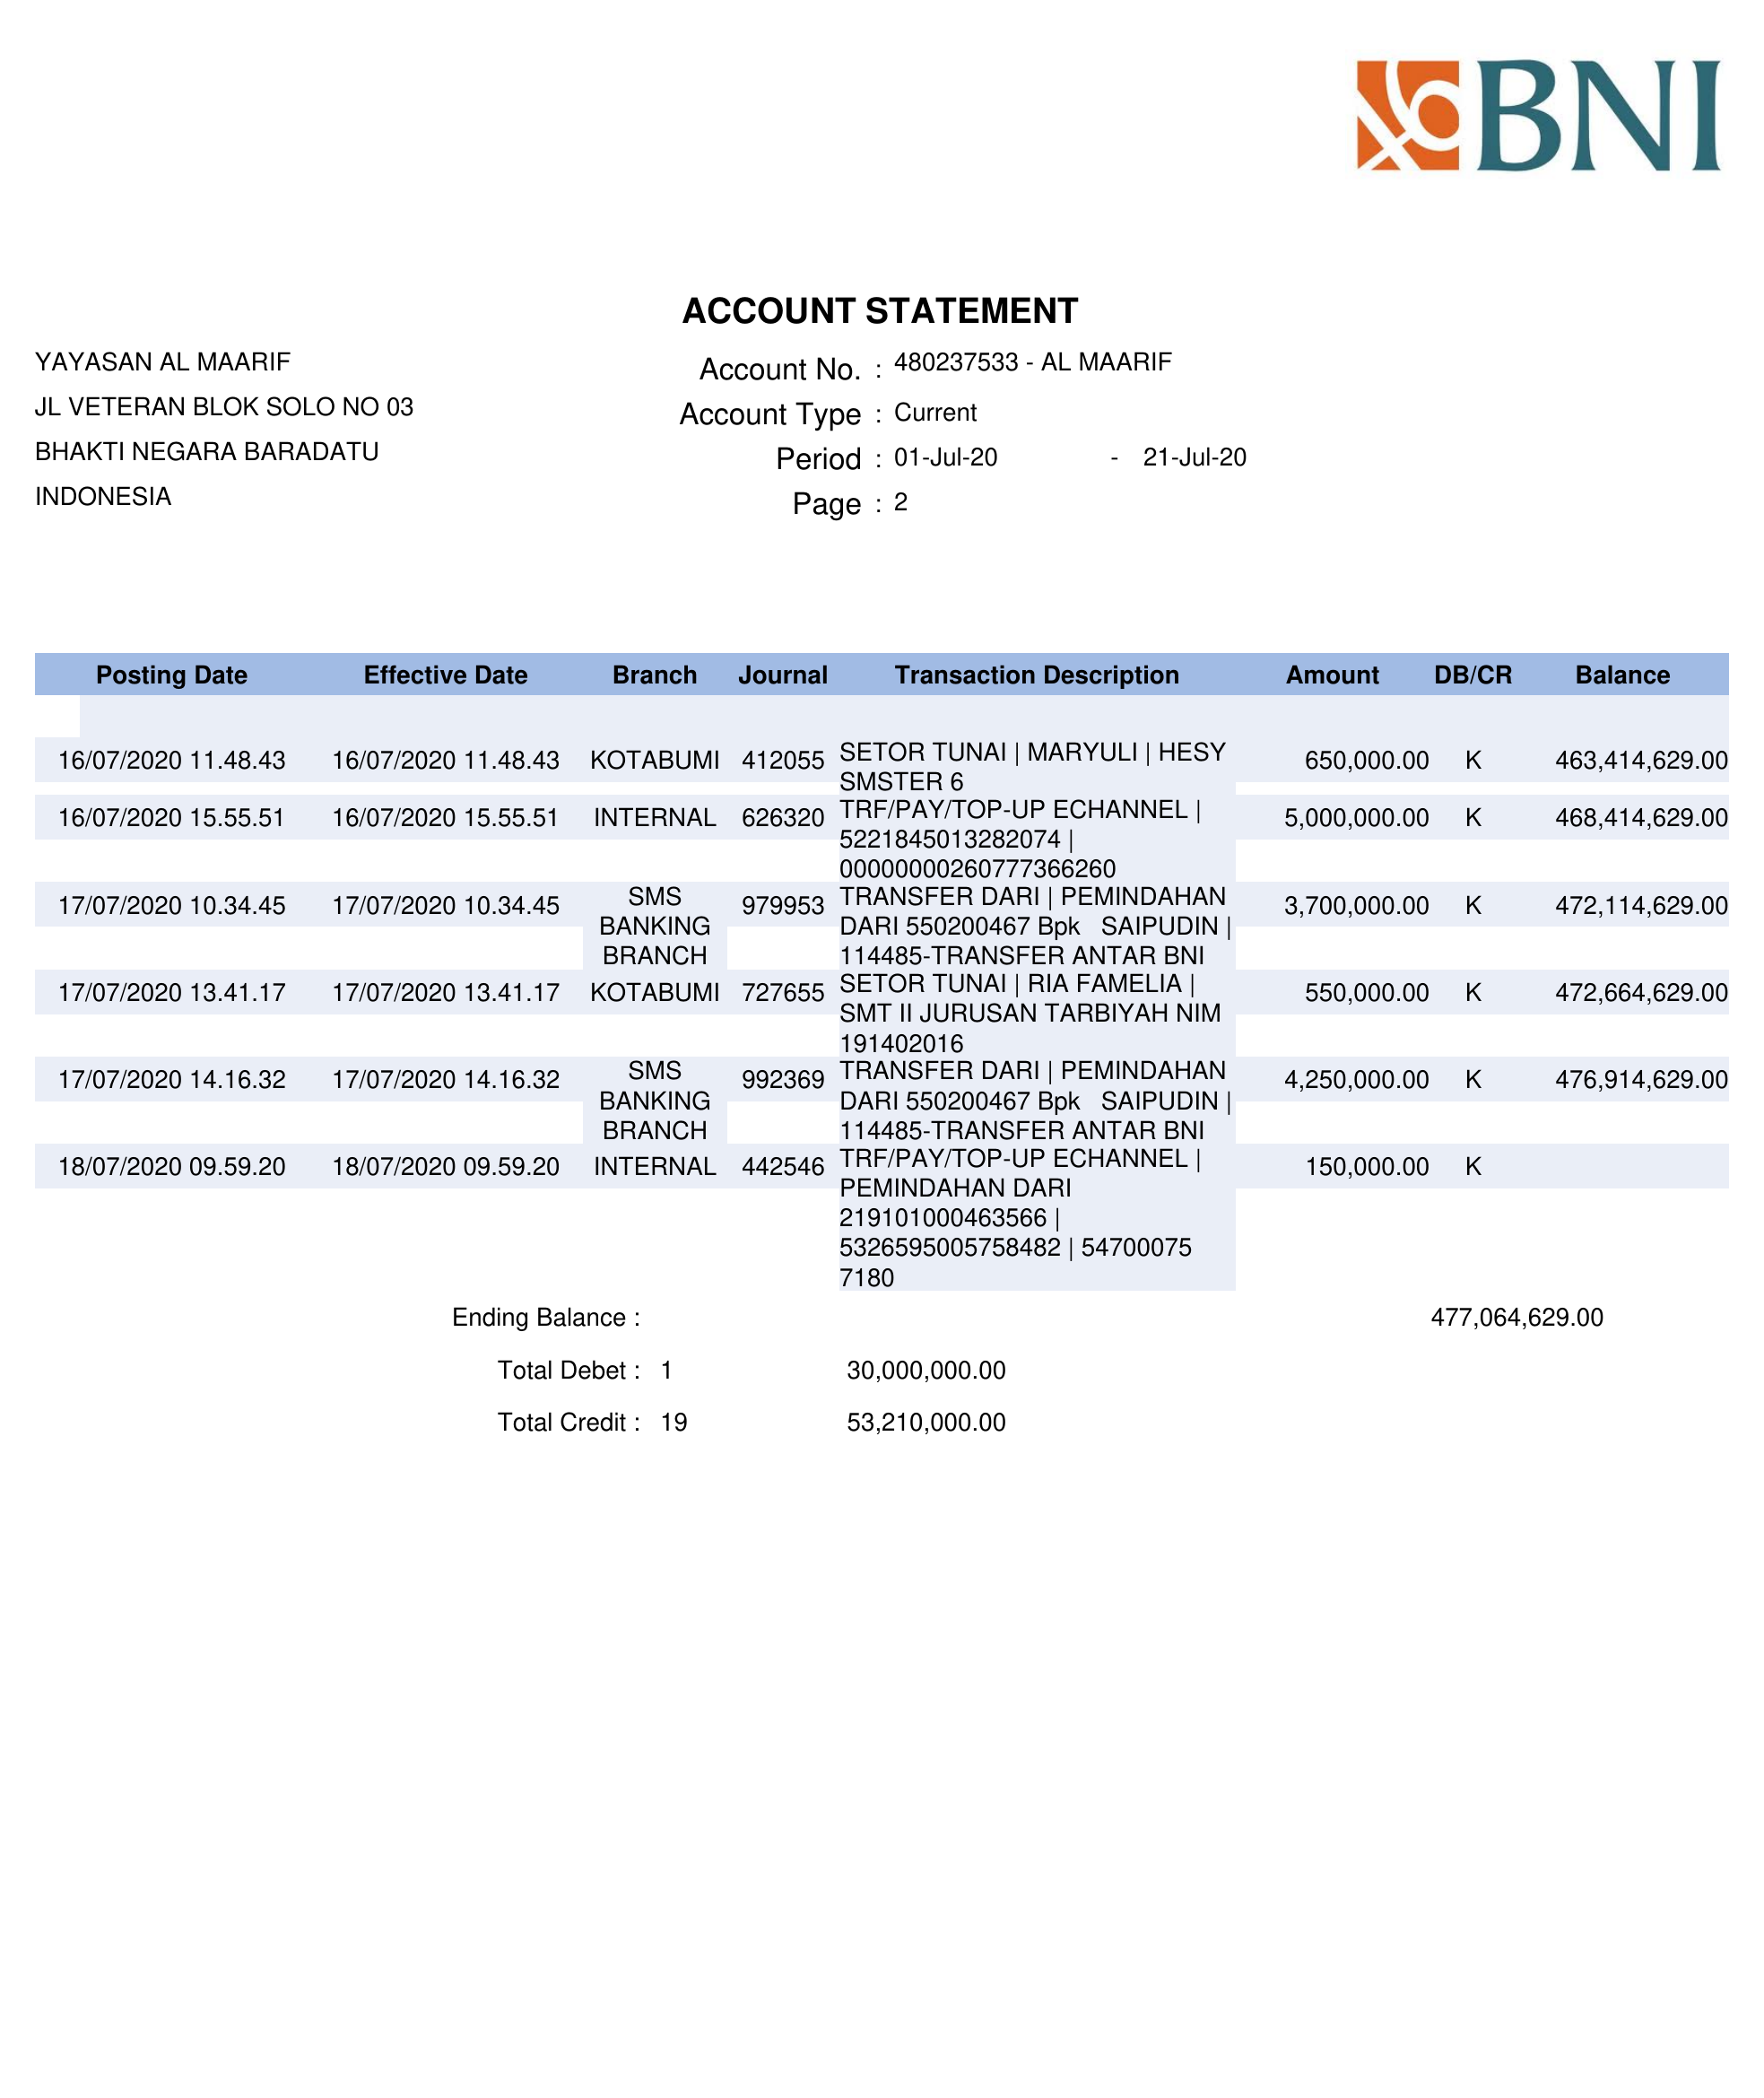 BNI
ACCOUNT STATEMENT
YAYASAN AL MAARIF
JL VETERAN BLOK SOLO NO 03
BHAKTI NEGARA BARADATU
INDONESIA
Account No. : 480237533 - AL MAARIF
Account Type : Current
Period : 01-Jul-20 - 21-Jul-20
Page : 2
Posting Date Effective Date Branch Journal Transaction Description Amount DB/CR Balance
16/07/2020 11.48.43 16/07/2020 11.48.43 KOTABUMI 412055 SETOR TUNAI | MARYULI | HESY 650,000.00 K 463,414,629.00
SMSTER 6
16/07/2020 15.55.51 16/07/2020 15.55.51 INTERNAL 626320 TRF/PAY/TOP-UP ECHANNEL | 5,000,000.00 K 468,414,629.00
5221845013282074 |
00000000260777366260
17/07/2020 10.34.45 17/07/2020 10.34.45 SMS 979953 TRANSFER DARI | PEMINDAHAN 3,700,000.00 K 472,114,629.00
BANKING DARI 550200467 Bpk SAIPUDIN |
BRANCH 114485-TRANSFER ANTAR BNI
17/07/2020 13.41.17 17/07/2020 13.41.17 KOTABUMI 727655 SETOR TUNAI | RIA FAMELIA | 550,000.00 K 472,664,629.00
SMT II JURUSAN TARBIYAH NIM
191402016
17/07/2020 14.16.32 17/07/2020 14.16.32 SMS 992369 TRANSFER DARI | PEMINDAHAN 4,250,000.00 K 476,914,629.00
BANKING DARI 550200467 Bpk SAIPUDIN |
BRANCH 114485-TRANSFER ANTAR BNI
18/07/2020 09.59.20 18/07/2020 09.59.20 INTERNAL 442546 TRF/PAY/TOP-UP ECHANNEL | 150,000.00 K
PEMINDAHAN DARI
219101000463566 |
5326595005758482 | 54700075
7180
Ending Balance : 477,064,629.00
Total Debet : 1 30,000,000.00
Total Credit : 19 53,210,000.00